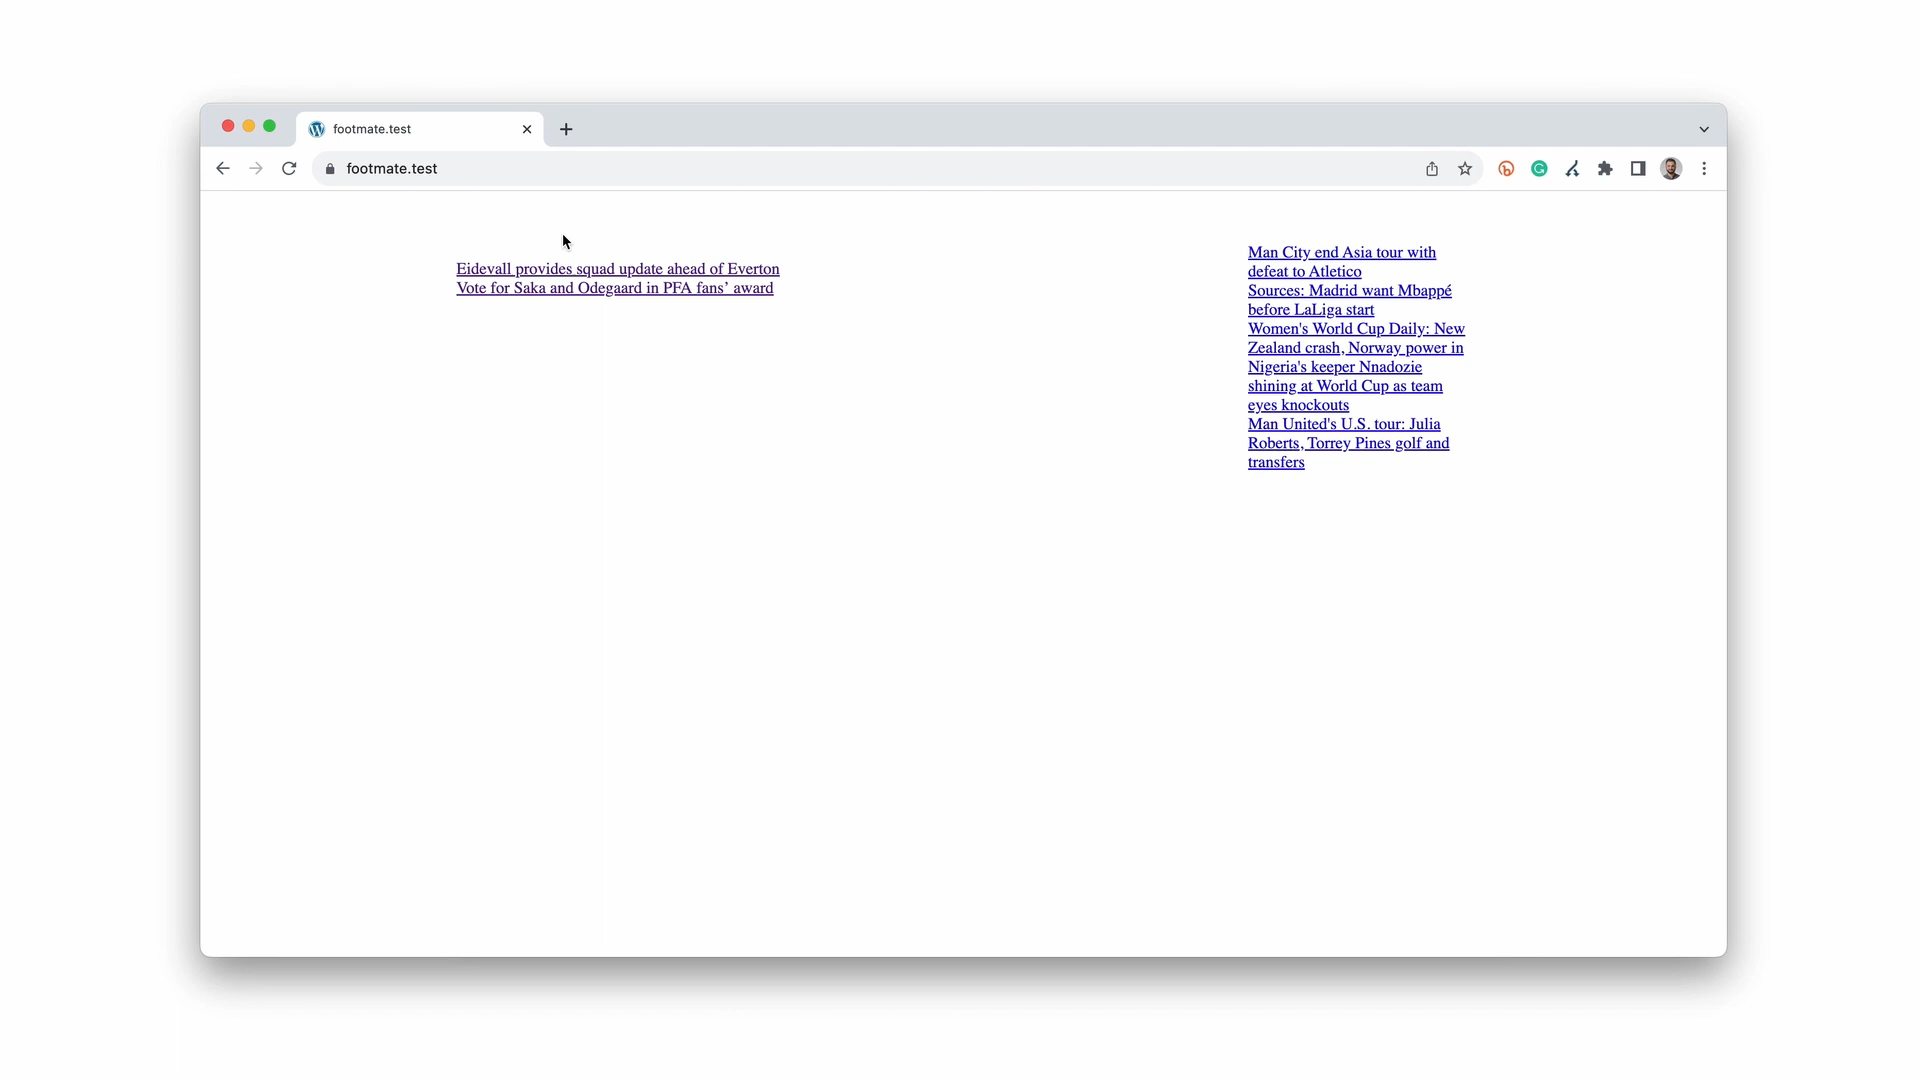 footmate.test
footmate.test
Eidevall provides squad update ahead of Everton
Vote for Saka and Odegaard in PFA fans’ award
Man City end Asia tour with
defeat to Atletico
Sources: Madrid want Mbappé
before LaLiga start
Women's World Cup Daily: New
Zealand crash, Norway power in
Nigeria's keeper Nnadozie
shining at World Cup as team
eyes knockouts
Man United's U.S. tour: Julia
Roberts, Torrey Pines golf and
transfers